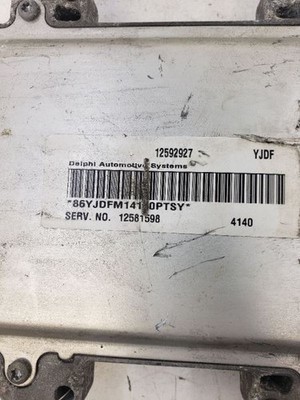 12592927 YJDF
Delphi Automotive Systems
SERV. NO. 12581598
4140